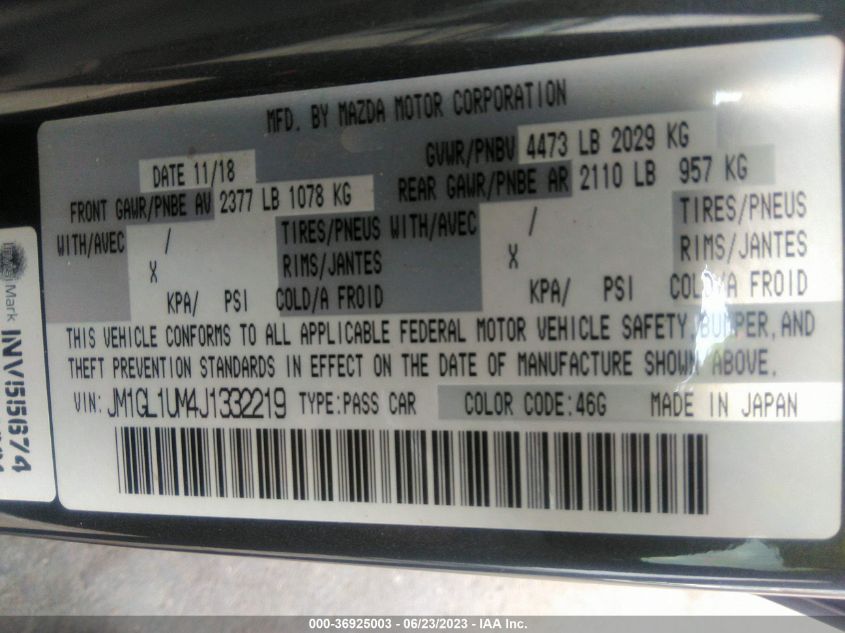 MFD. BY MAZDA MOTOR CORPORATION
DATE 11/18
GVWR/PNBV 4473 LB 2029 KG
FRONT GAWR/PNBE AV 2377 LB 1078 KG
REAR GAWR/PNBE AR 2110 LB 957 KG
WITH/AVEC / TIRES/PNEUS WITH/AVEC / TIRES/PNEUS
X RIMS/JANTES X RIMS/JANTES
KPA/ PSI COLD/A FROID KPA/ PSI COLD/A FROID
THIS VEHICLE CONFORMS TO ALL APPLICABLE FEDERAL MOTOR VEHICLE SAFETY, BUMPER, AND
THEFT PREVENTION STANDARDS IN EFFECT ON THE DATE OF MANUFACTURE SHOWN ABOVE.
VIN: JM1GL1UM4J1332219 TYPE:PASS CAR COLOR CODE:46G MADE IN JAPAN
Mark
INV55674
000-36925003 - 06/23/2023 - IAA Inc.